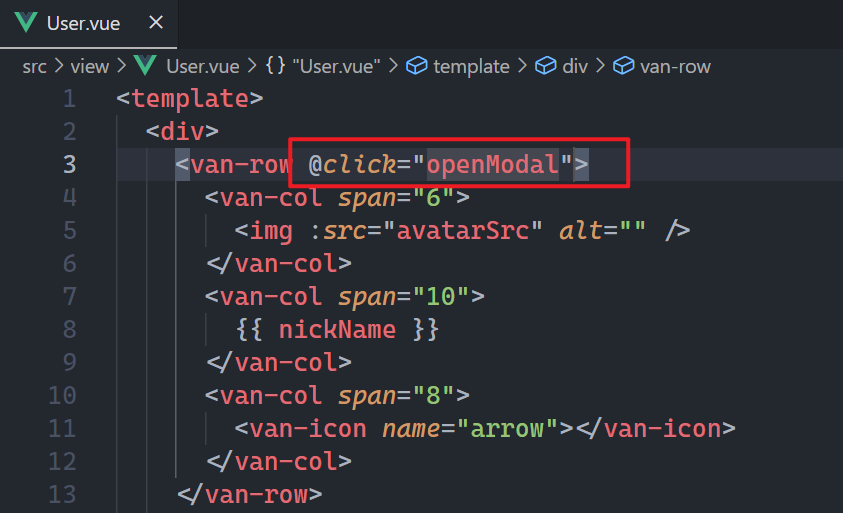 User.vue ×
src > view > User.vue > {} "User.vue" > template > div > van-row
1 <template>
2 <div>
3 <van-row @click="openModal">
4 <van-col span="6">
5 <img :src="avatarSrc" alt="" />
6 </van-col>
7 <van-col span="10">
8 {{ nickName }}
9 </van-col>
10 <van-col span="8">
11 <van-icon name="arrow"></van-icon>
12 </van-col>
13 </van-row>